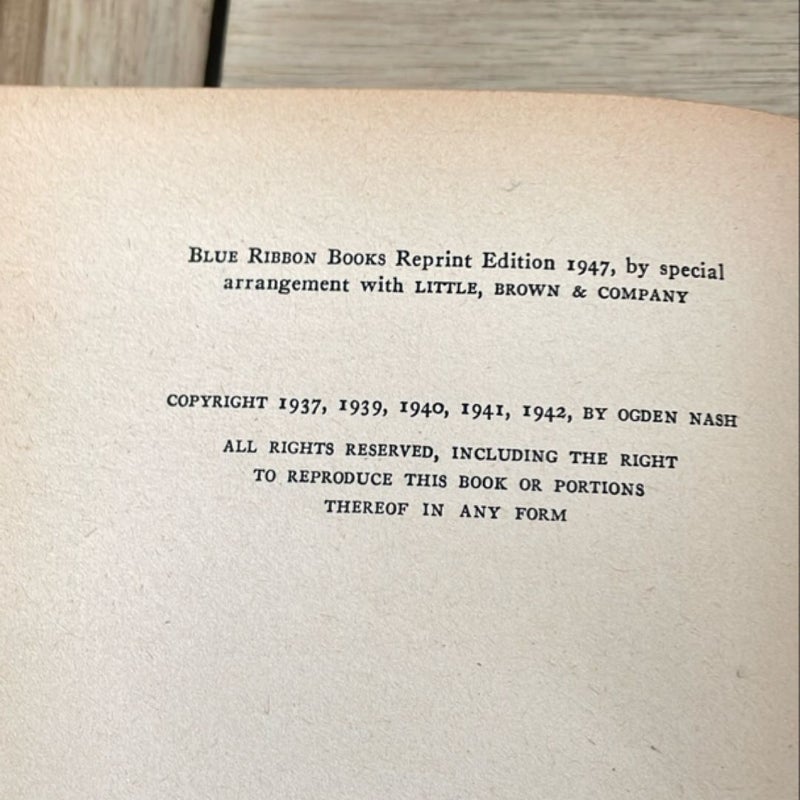 Blue Ribbon Books Reprint Edition 1947, by special
arrangement with LITTLE, BROWN & COMPANY
COPYRIGHT 1937, 1939, 1940, 1941, 1942, BY OGDEN NASH
ALL RIGHTS RESERVED, INCLUDING THE RIGHT
TO REPRODUCE THIS BOOK OR PORTIONS
THEREOF IN ANY FORM